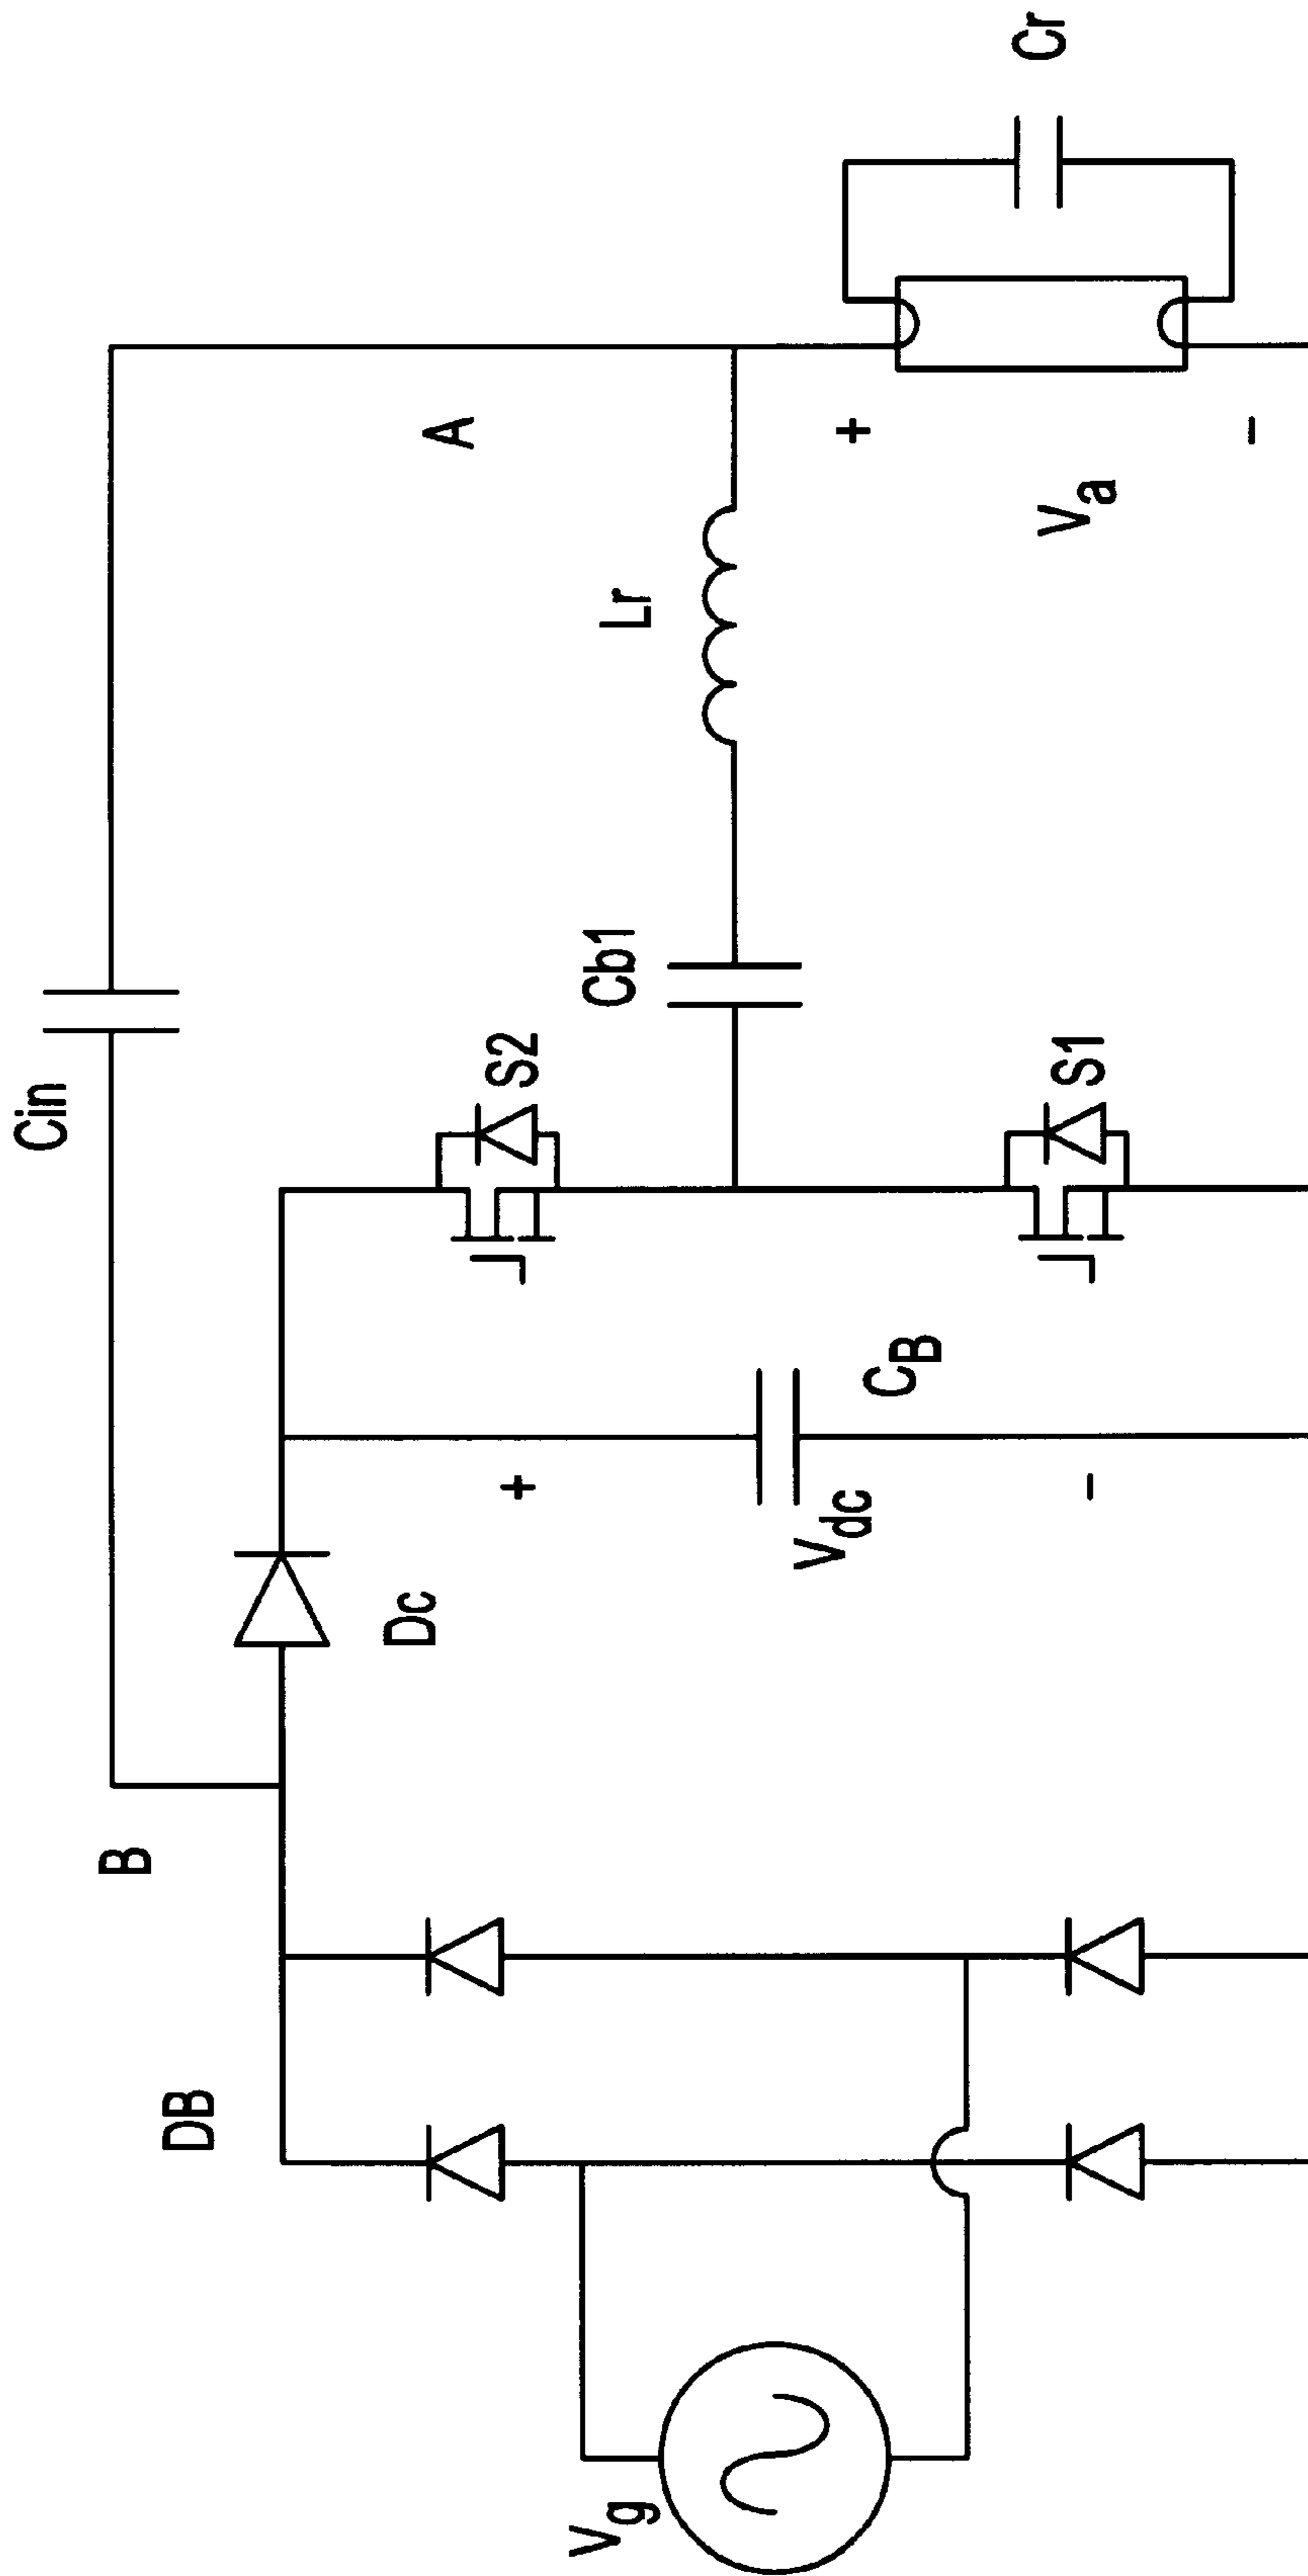 Cin
A
B
DB
Dc
S2
Cb1
Lr
Vg
Vdc
+
-
CB
S1
+
Va
-
Cr